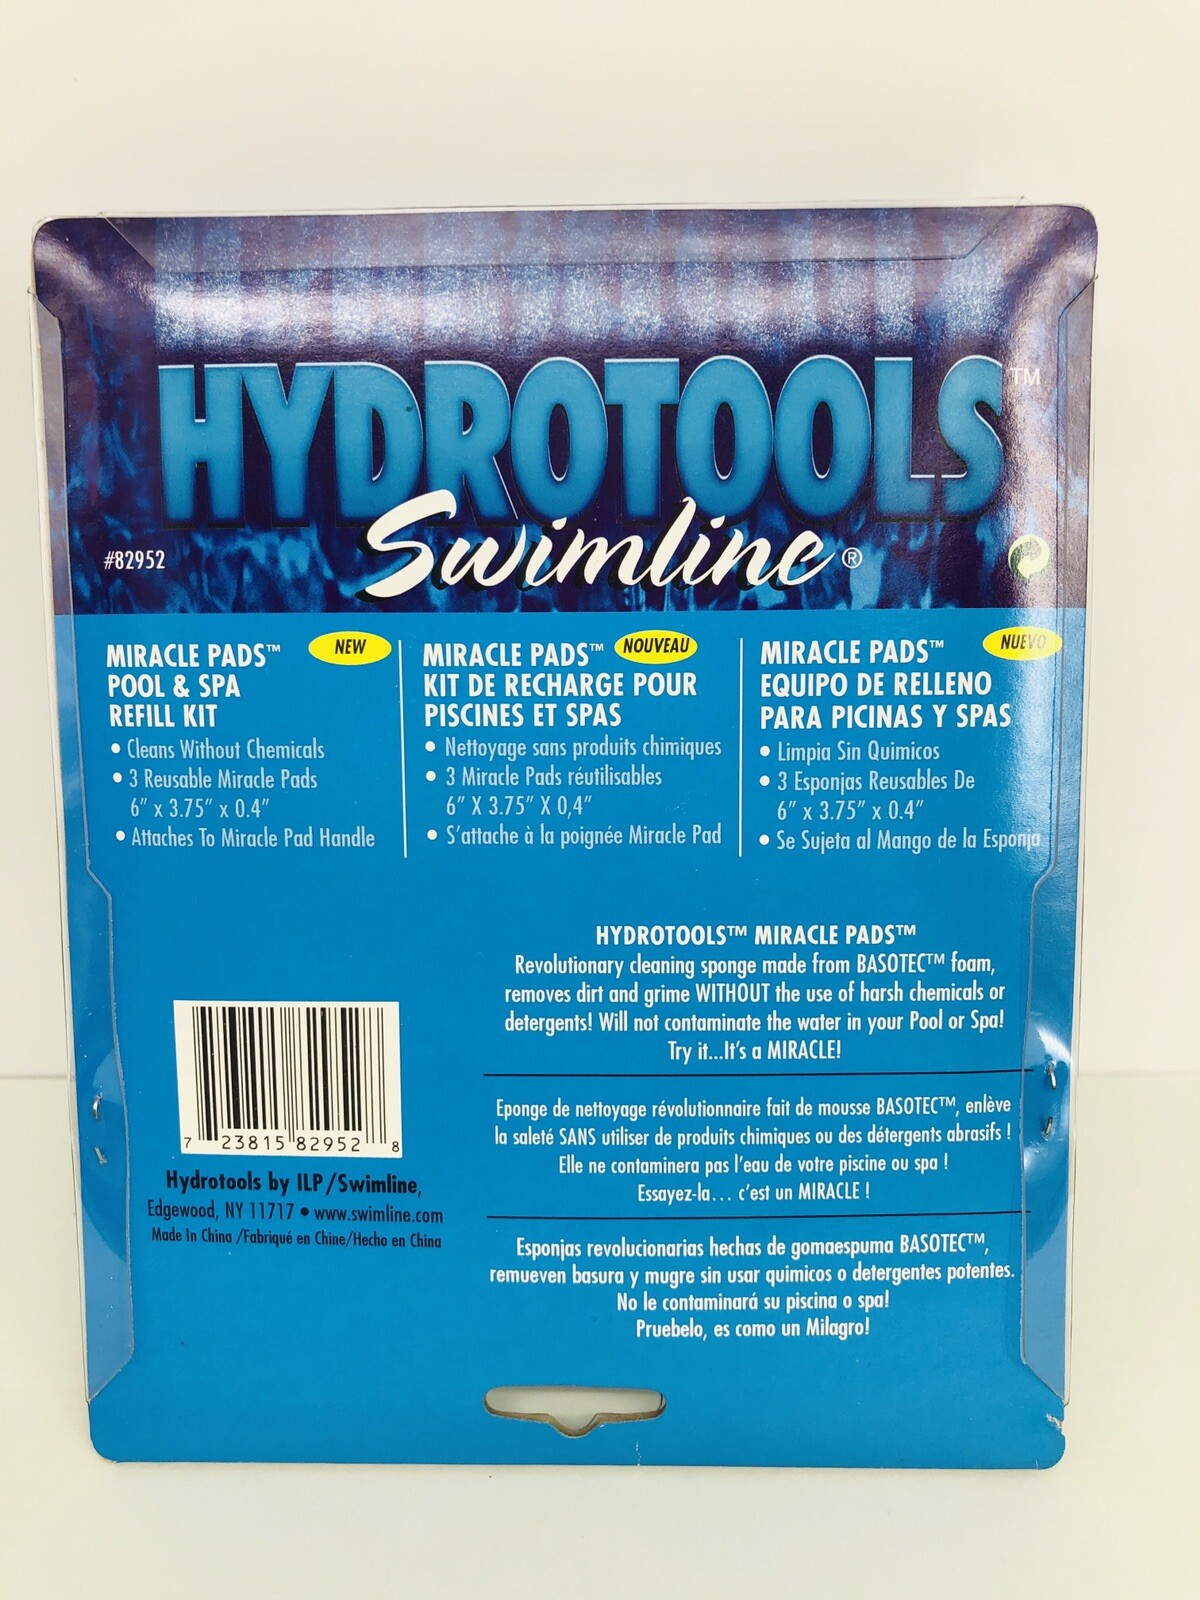 HYDROTOOLS™
Swimline®
#82952
MIRACLE PADS™ NEW
POOL & SPA
REFILL KIT
• Cleans Without Chemicals
• 3 Reusable Miracle Pads
6” x 3.75” x 0.4”
• Attaches To Miracle Pad Handle
MIRACLE PADS™ NOUVEAU
KIT DE RECHARGE POUR
PISCINES ET SPAS
• Nettoyage sans produits chimiques
• 3 Miracle Pads réutilisables
6” X 3.75” X 0,4”
• S’attache à la poignée Miracle Pad
MIRACLE PADS™ NUEVO
EQUIPO DE RELLENO
PARA PICINAS Y SPAS
• Limpia Sin Quimicos
• 3 Esponjas Reusables De
6” x 3.75” x 0.4”
• Se Sujeta al Mango de la Esponja
HYDROTOOLS™ MIRACLE PADS™
Revolutionary cleaning sponge made from BASOTEC™ foam,
removes dirt and grime WITHOUT the use of harsh chemicals or
detergents! Will not contaminate the water in your Pool or Spa!
Try it...It’s a MIRACLE!
Eponge de nettoyage révolutionnaire fait de mousse BASOTEC™, enlève
la saleté SANS utiliser de produits chimiques ou des détergents abrasifs !
Elle ne contaminera pas l’eau de votre piscine ou spa !
Essayez-la... c’est un MIRACLE !
Esponjas revolucionarias hechas de gomaespuma BASOTEC™,
remueven basura y mugre sin usar quimicos o detergentes potentes.
No le contaminará su piscina o spa!
Pruebelo, es como un Milagro!
7 23815 82952 8
Hydrotools by ILP/Swimline,
Edgewood, NY 11717 • www.swimline.com
Made In China /Fabriqué en Chine/Hecho en China